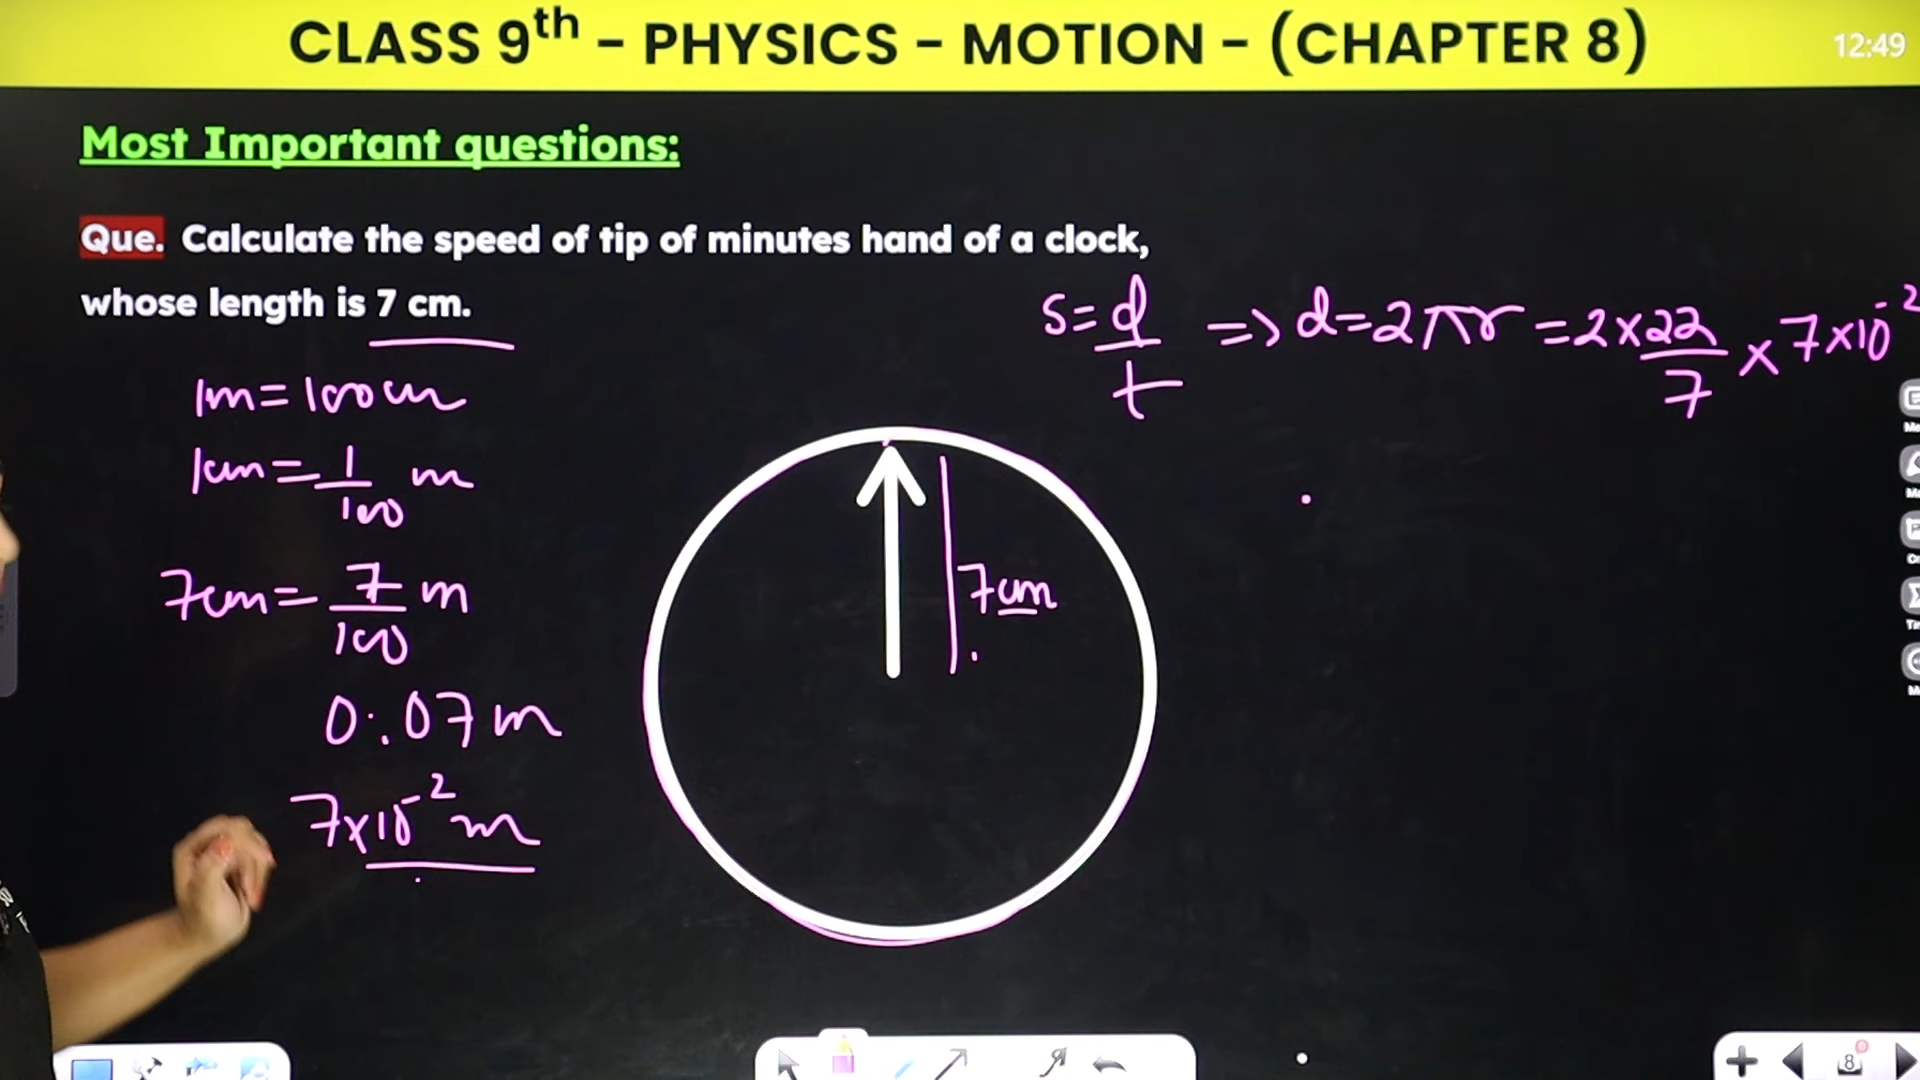 CLASS 9th - PHYSICS - MOTION - (CHAPTER 8)
12:49
Most Important questions:
Que. Calculate the speed of tip of minutes hand of a clock,
whose length is 7 cm.
s = d/t => d = 2πr = 2 × 22/7 × 7×10⁻²
1m = 100cm
1cm = 1/100 m
7cm = 7/100 m
0.07 m
7×10⁻² m
7cm
8